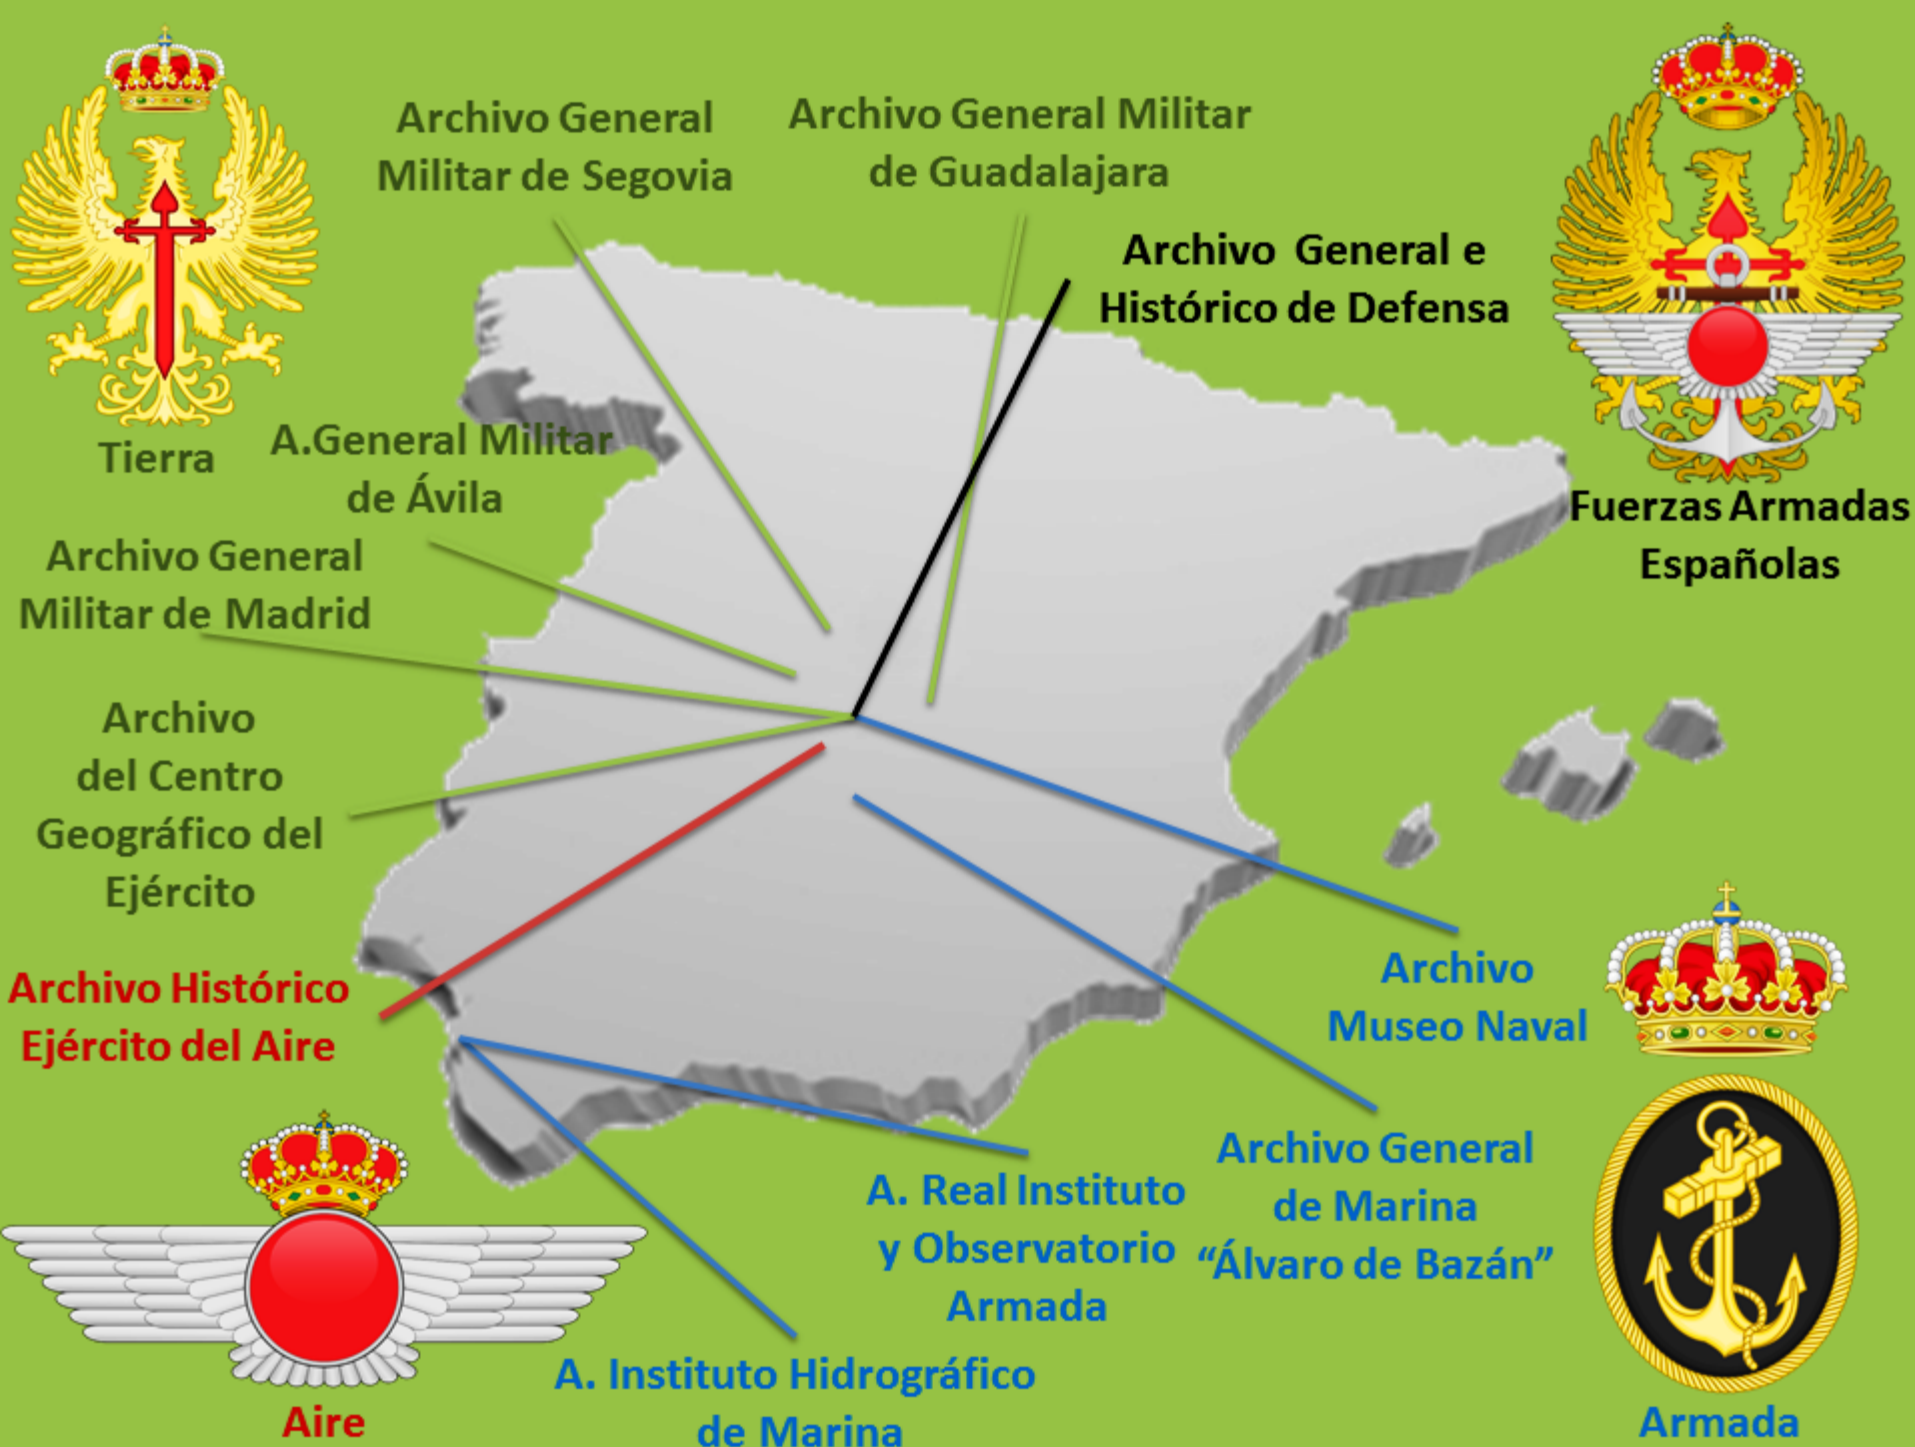 Archivo General
Militar de Segovia
Archivo General Militar
de Guadalajara
Archivo  General e
Histórico de Defensa
Tierra
A.General Militar
de Ávila
Fuerzas Armadas
Españolas
Archivo General
Militar de Madrid
Archivo
del Centro
Geográfico del
Ejército
Archivo Histórico
Ejército del Aire
Archivo
Museo Naval
Archivo General
de Marina
“Álvaro de Bazán”
A. Real Instituto
y Observatorio
Armada
A. Instituto Hidrográfico
de Marina
Aire
Armada